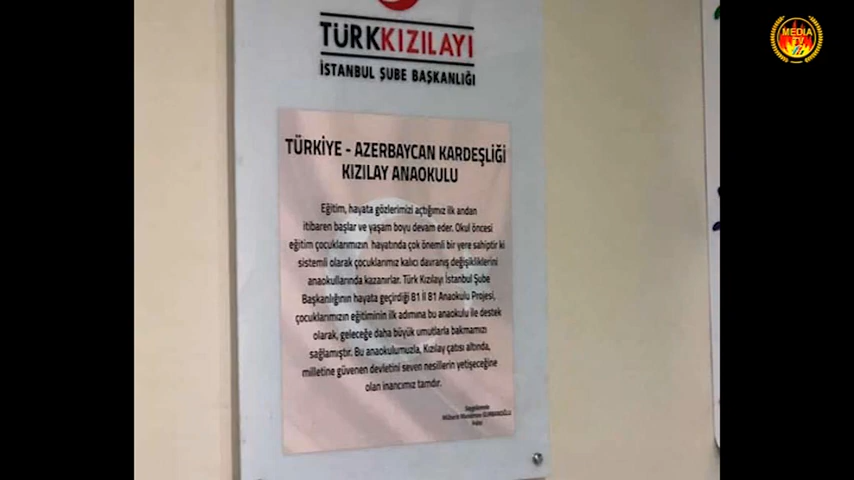 MEDIA
TV
TÜRKKIZILAYI
İSTANBUL ŞUBE BAŞKANLIĞI
TÜRKİYE - AZERBAYCAN KARDEŞLİĞİ
KIZILAY ANAOKULU
Eğitim, hayata gözlerimizi açtığımız ilk andan
itibaren başlar ve yaşam boyu devam eder. Okul öncesi
eğitim çocuklarımızın hayatında çok önemli bir yere sahiptir ki
sistemli olarak çocuklarımız kalıcı davranış değişikliklerini
anaokullarında kazanırlar. Türk Kızılayı İstanbul Şube
Başkanlığının hayata geçirdiği 81 İl 81 Anaokulu Projesi,
çocuklarımızın eğitiminin ilk adımına bu anaokulu ile destek
olarak, geleceğe daha büyük umutlarla bakmamızı
sağlamıştır. Bu anaokulumuzla, Kızılay çatısı altında,
milletine güvenen devletini seven nesillerin yetişeceğine
olan inancımız tamdır.